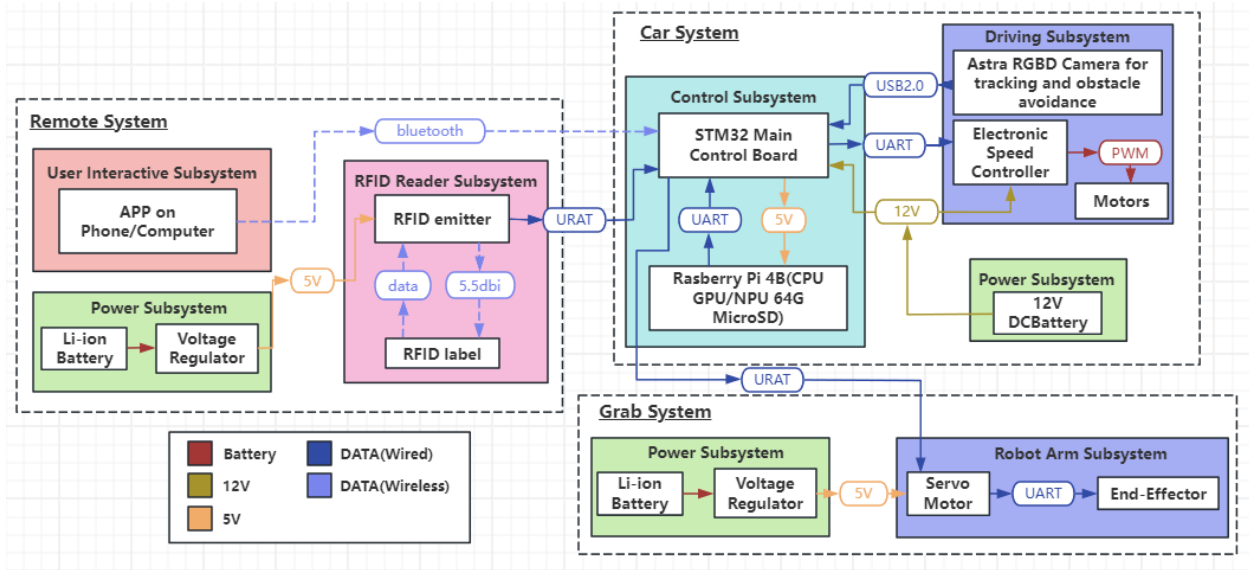 Car System
Driving Subsystem
Astra RGBD Camera for
tracking and obstacle
avoidance
USB2.0
Control Subsystem
STM32 Main
Control Board
UART
Electronic
Speed
Controller
PWM
Motors
Remote System
bluetooth
User Interactive Subsystem
APP on
Phone/Computer
RFID Reader Subsystem
RFID emitter
URAT
data
5.5dbi
RFID label
5V
Power Subsystem
Li-ion
Battery
Voltage
Regulator
UART
5V
12V
Rasberry Pi 4B(CPU
GPU/NPU 64G
MicroSD)
Power Subsystem
12V
DCBattery
URAT
Grab System
Power Subsystem
Li-ion
Battery
Voltage
Regulator
5V
Robot Arm Subsystem
Servo
Motor
UART
End-Effector
Battery
DATA(Wired)
12V
DATA(Wireless)
5V